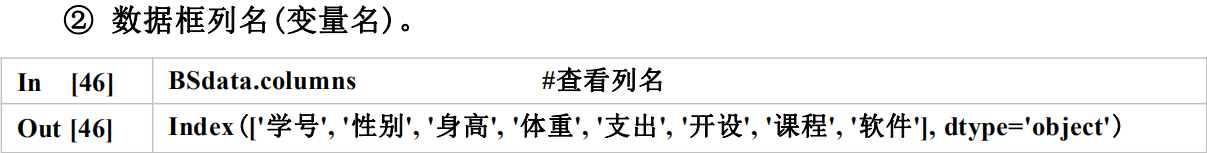 ② 数据框列名(变量名)。
In [46] BSdata.columns #查看列名
Out [46] Index(['学号', '性别', '身高', '体重', '支出', '开设', '课程', '软件'], dtype='object')